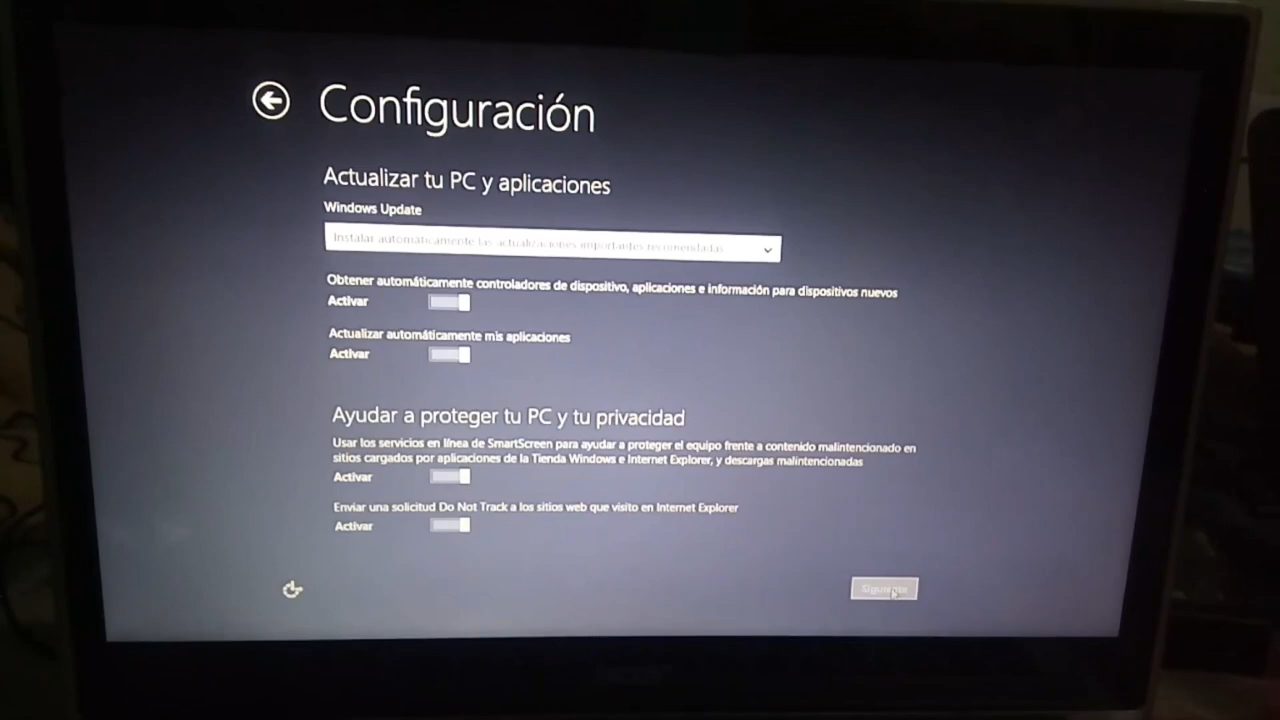 Configuración
Actualizar tu PC y aplicaciones
Windows Update
Instalar automáticamente las actualizaciones importantes recomendadas
Obtener automáticamente controladores de dispositivo, aplicaciones e información para dispositivos nuevos
Activar
Actualizar automáticamente mis aplicaciones
Activar
Ayudar a proteger tu PC y tu privacidad
Usar los servicios en línea de SmartScreen para ayudar a proteger el equipo frente a contenido malintencionado en
sitios cargados por aplicaciones de la Tienda Windows e Internet Explorer, y descargas malintencionadas
Activar
Enviar una solicitud Do Not Track a los sitios web que visito en Internet Explorer
Activar
Siguiente